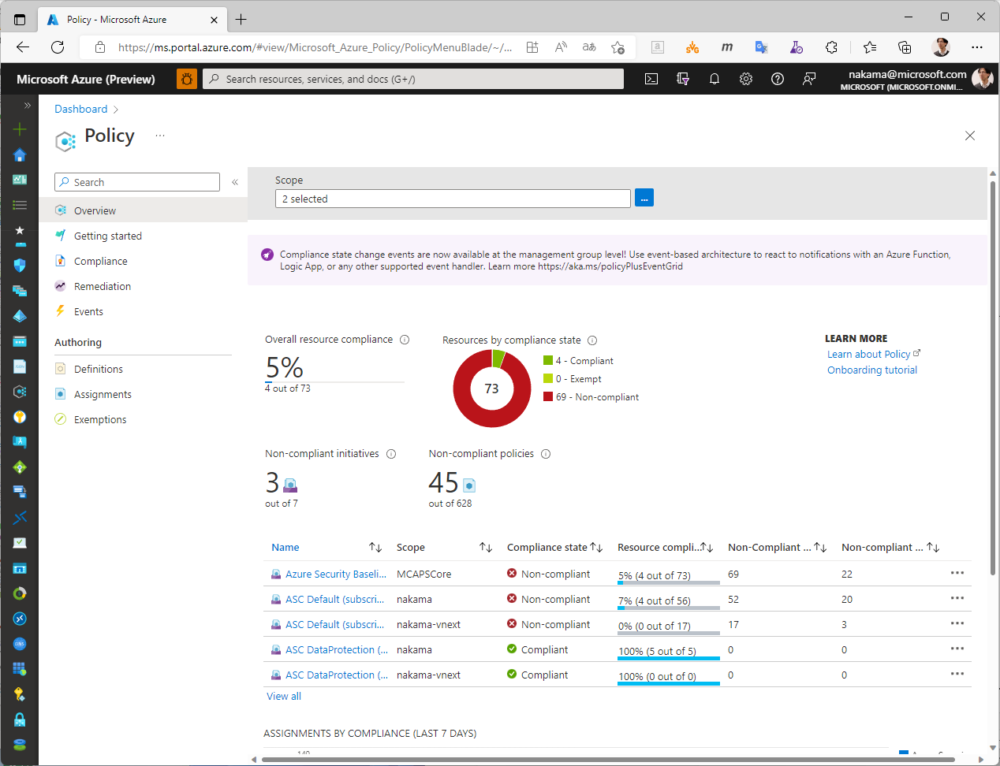 Policy - Microsoft Azure
https://ms.portal.azure.com/#view/Microsoft_Azure_Policy/PolicyMenuBlade/~/...
Microsoft Azure (Preview)
Search resources, services, and docs (G+/)
nakama@microsoft.com
MICROSOFT (MICROSOFT.ONMI...
Dashboard
Policy
...
Search
Overview
Getting started
Compliance
Remediation
Events
Authoring
Definitions
Assignments
Exemptions
Scope
2 selected
...
Compliance state change events are now available at the management group level! Use event-based architecture to react to notifications with an Azure Function,
Logic App, or any other supported event handler. Learn more https://aka.ms/policyPlusEventGrid
Overall resource compliance
5%
4 out of 73
Resources by compliance state
73
4 - Compliant
0 - Exempt
69 - Non-compliant
LEARN MORE
Learn about Policy
Onboarding tutorial
Non-compliant initiatives
3
out of 7
Non-compliant policies
45
out of 628
Name Scope Compliance state Resource compli... Non-Compliant ... Non-compliant ...
Azure Security Baseli... MCAPSCore Non-compliant 5% (4 out of 73) 69 22
ASC Default (subscri... nakama Non-compliant 7% (4 out of 56) 52 20
ASC Default (subscri... nakama-vnext Non-compliant 0% (0 out of 17) 17 3
ASC DataProtection (... nakama Compliant 100% (5 out of 5) 0 0
ASC DataProtection (... nakama-vnext Compliant 100% (0 out of 0) 0 0
View all
ASSIGNMENTS BY COMPLIANCE (LAST 7 DAYS)